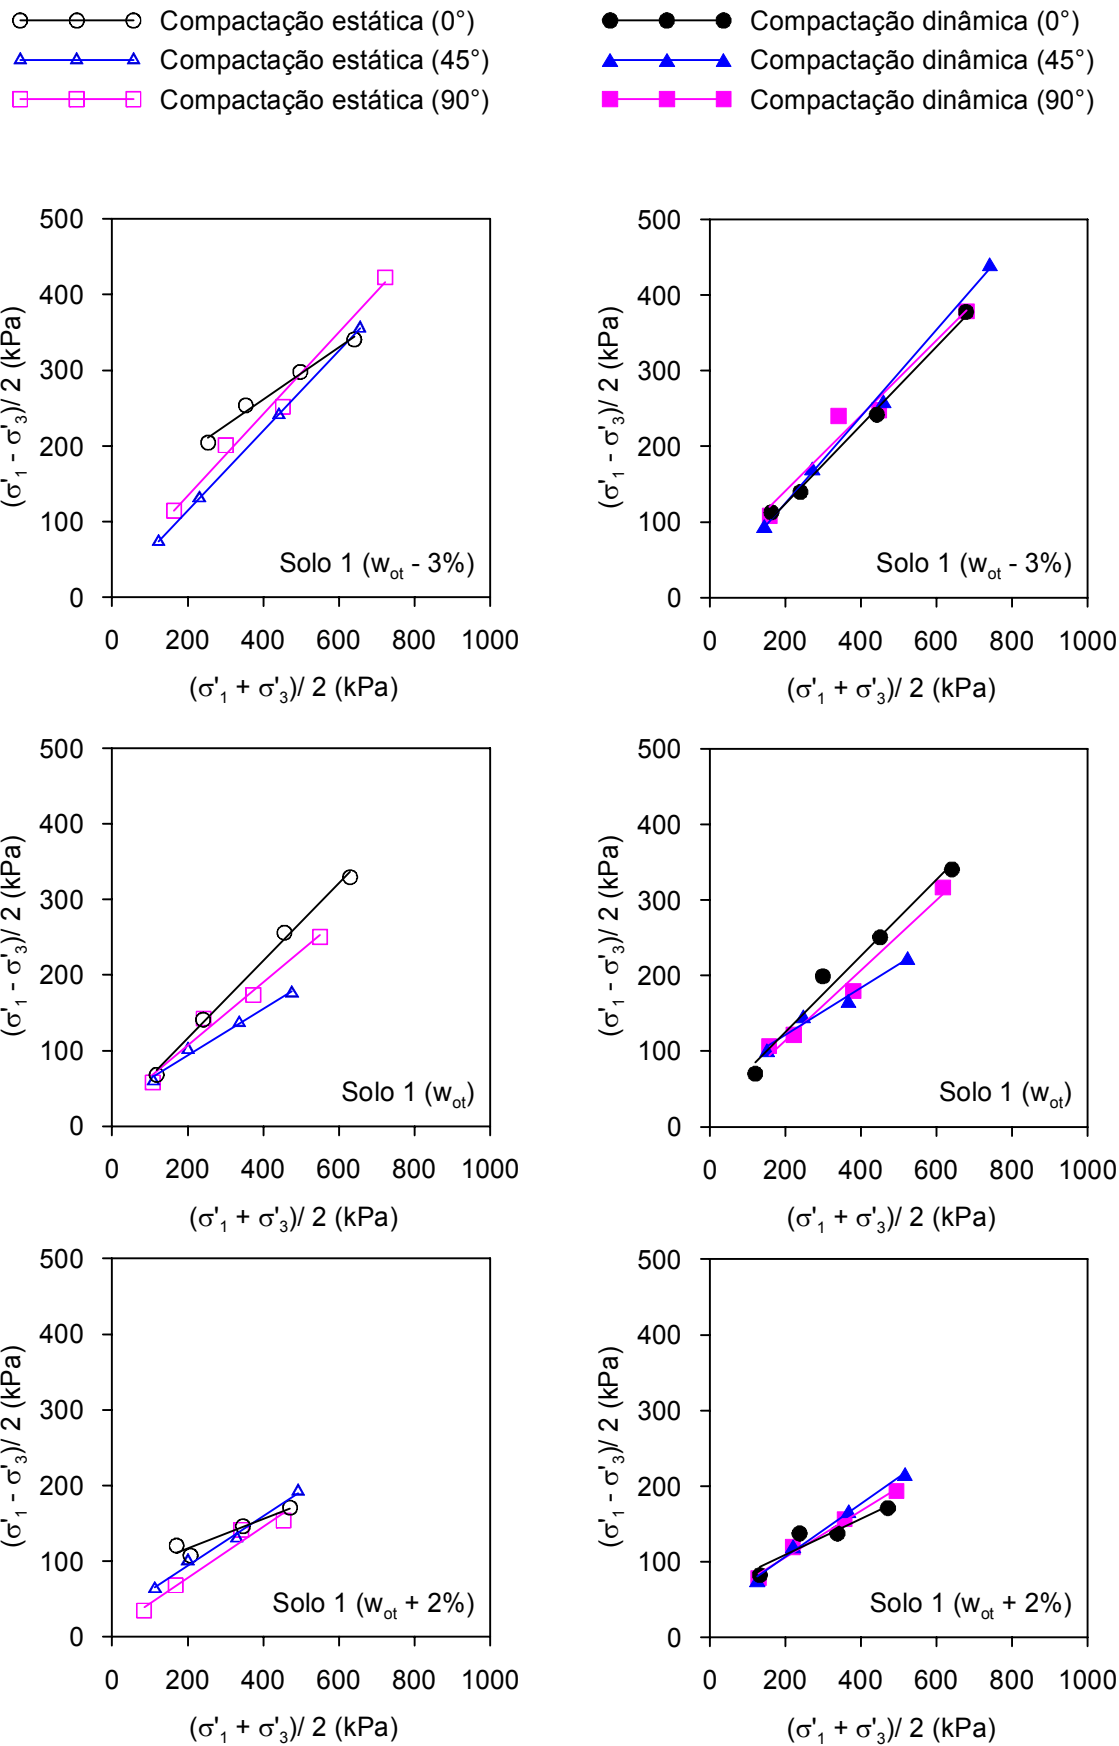 Compactação estática (0°)
Compactação estática (45°)
Compactação estática (90°)
Compactação dinâmica (0°)
Compactação dinâmica (45°)
Compactação dinâmica (90°)
500
400
300
200
100
0
(σ'1 - σ'3)/ 2 (kPa)
Solo 1 (wot - 3%)
0 200 400 600 800 1000
(σ'1 + σ'3)/ 2 (kPa)
500
400
300
200
100
0
(σ'1 - σ'3)/ 2 (kPa)
Solo 1 (wot - 3%)
0 200 400 600 800 1000
(σ'1 + σ'3)/ 2 (kPa)
500
400
300
200
100
0
(σ'1 - σ'3)/ 2 (kPa)
Solo 1 (wot)
0 200 400 600 800 1000
(σ'1 + σ'3)/ 2 (kPa)
500
400
300
200
100
0
(σ'1 - σ'3)/ 2 (kPa)
Solo 1 (wot)
0 200 400 600 800 1000
(σ'1 + σ'3)/ 2 (kPa)
500
400
300
200
100
0
(σ'1 - σ'3)/ 2 (kPa)
Solo 1 (wot + 2%)
0 200 400 600 800 1000
(σ'1 + σ'3)/ 2 (kPa)
500
400
300
200
100
0
(σ'1 - σ'3)/ 2 (kPa)
Solo 1 (wot + 2%)
0 200 400 600 800 1000
(σ'1 + σ'3)/ 2 (kPa)